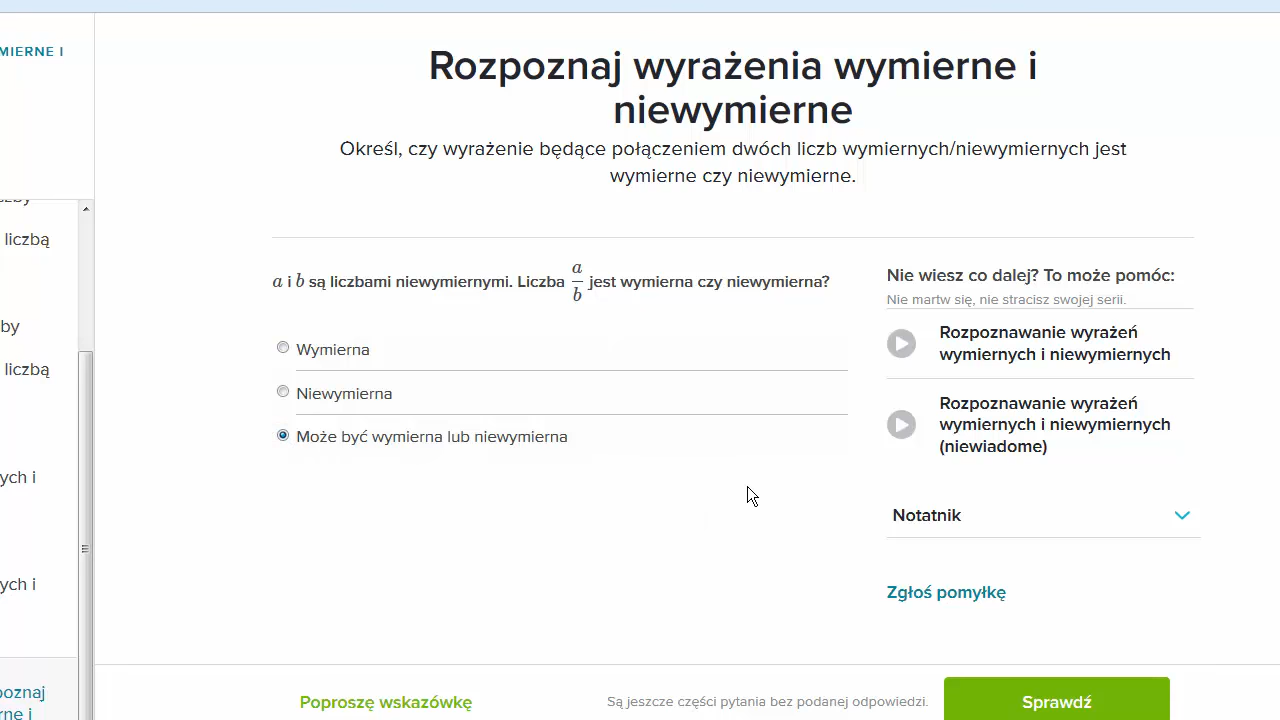 MIERNE I
liczbą
by
liczbą
ych i
ych i
poznaj
rne i
Rozpoznaj wyrażenia wymierne i
niewymierne
Określ, czy wyrażenie będące połączeniem dwóch liczb wymiernych/niewymiernych jest
wymierne czy niewymierne.
a i b są liczbami niewymiernymi. Liczba a/b jest wymierna czy niewymierna?
Wymierna
Niewymierna
Może być wymierna lub niewymierna
Nie wiesz co dalej? To może pomóc:
Nie martw się, nie stracisz swojej serii.
Rozpoznawanie wyrażeń
wymiernych i niewymiernych
Rozpoznawanie wyrażeń
wymiernych i niewymiernych
(niewiadome)
Notatnik
Zgłoś pomyłkę
Poproszę wskazówkę
Są jeszcze części pytania bez podanej odpowiedzi.
Sprawdź